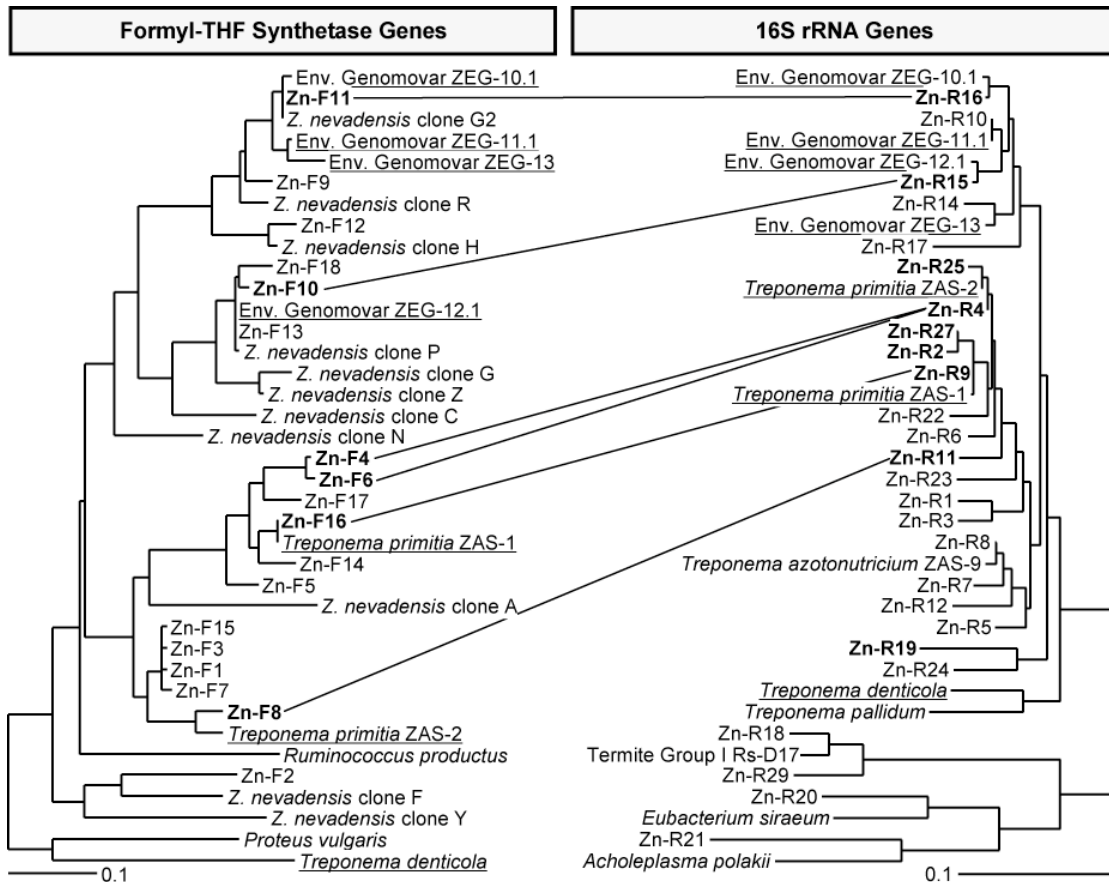 Formyl-THF Synthetase Genes
Env. Genomovar ZEG-10.1
Zn-F11
Z. nevadensis clone G2
Env. Genomovar ZEG-11.1
Env. Genomovar ZEG-13
Zn-F9
Z. nevadensis clone R
Zn-F12
Z. nevadensis clone H
Zn-F18
Zn-F10
Env. Genomovar ZEG-12.1
Zn-F13
Z. nevadensis clone P
Z. nevadensis clone G
Z. nevadensis clone Z
Z. nevadensis clone C
Z. nevadensis clone N
Zn-F4
Zn-F6
Zn-F17
Zn-F16
Treponema primitia ZAS-1
Zn-F14
Zn-F5
Z. nevadensis clone A
Zn-F15
Zn-F3
Zn-F1
Zn-F7
Zn-F8
Treponema primitia ZAS-2
Ruminococcus productus
Zn-F2
Z. nevadensis clone F
Z. nevadensis clone Y
Proteus vulgaris
Treponema denticola
0.1
16S rRNA Genes
Env. Genomovar ZEG-10.1
Zn-R16
Zn-R10
Env. Genomovar ZEG-11.1
Env. Genomovar ZEG-12.1
Zn-R15
Zn-R14
Env. Genomovar ZEG-13
Zn-R17
Zn-R25
Treponema primitia ZAS-2
Zn-R4
Zn-R27
Zn-R2
Zn-R9
Treponema primitia ZAS-1
Zn-R22
Zn-R6
Zn-R11
Zn-R23
Zn-R1
Zn-R3
Zn-R8
Treponema azotonutricium ZAS-9
Zn-R7
Zn-R12
Zn-R5
Zn-R19
Zn-R24
Treponema denticola
Treponema pallidum
Zn-R18
Termite Group I Rs-D17
Zn-R29
Zn-R20
Eubacterium siraeum
Zn-R21
Acholeplasma polakii
0.1